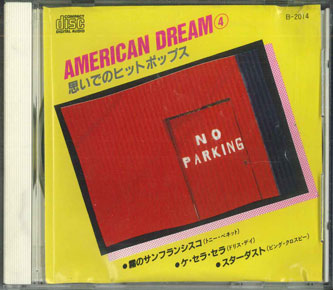 COMPACT
disc
DIGITAL AUDIO
B-2014
AMERICAN DREAM④
思いでのヒットポップス
NO
PARKING
●霧のサンフランシスコ(トニー・ベネット)
●ケ・セラ・セラ(ドリス・デイ)
●スターダスト(ビング・クロスビー)